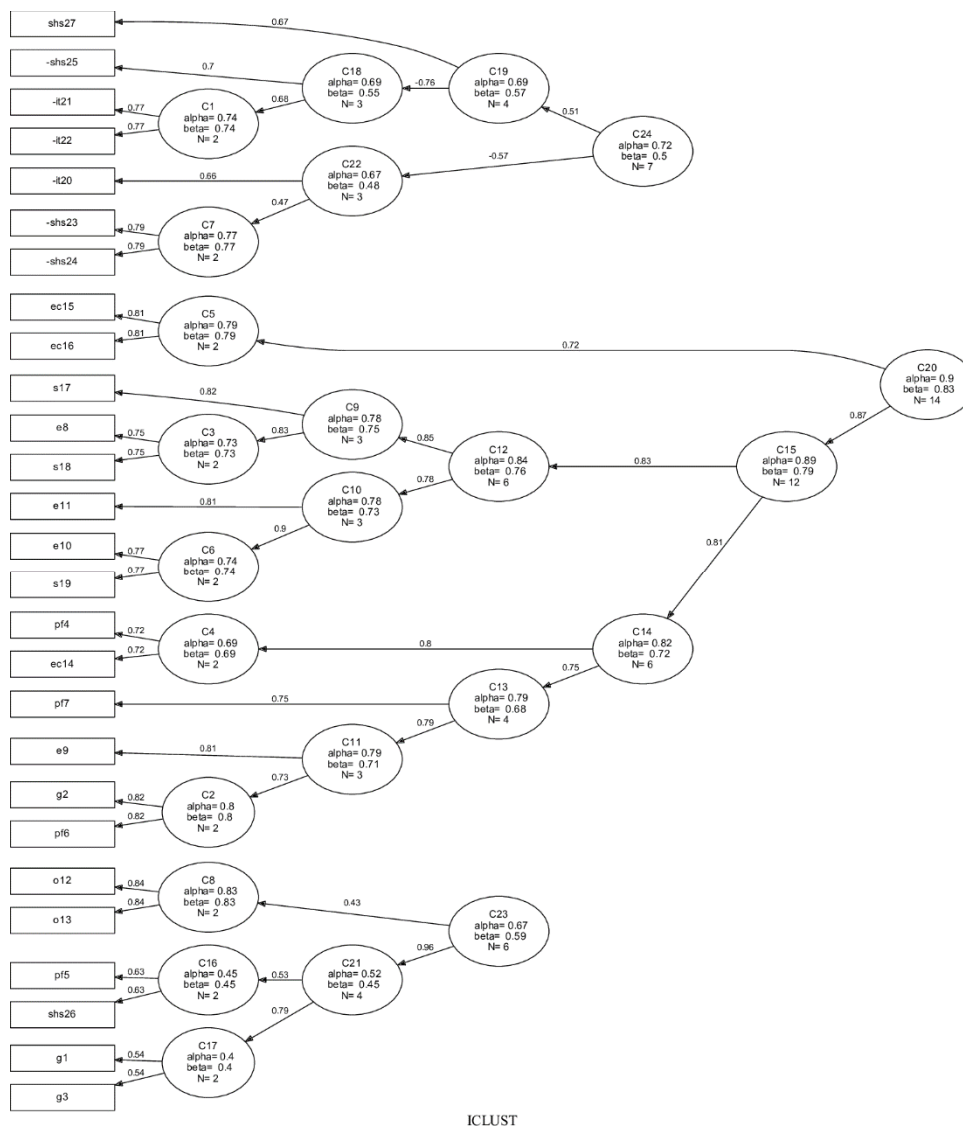 shs27
-shs25
-it21
-it22
-it20
-shs23
-shs24
ec15
ec16
s17
e8
s18
e11
e10
s19
pf4
ec14
pf7
e9
g2
pf6
o12
o13
pf5
shs26
g1
g3
0.77
0.77
C1
alpha= 0.74
beta= 0.74
N= 2
0.79
0.79
C7
alpha= 0.77
beta= 0.77
N= 2
0.81
0.81
C5
alpha= 0.79
beta= 0.79
N= 2
0.75
0.75
C3
alpha= 0.73
beta= 0.73
N= 2
0.77
0.77
C6
alpha= 0.74
beta= 0.74
N= 2
0.72
0.72
C4
alpha= 0.69
beta= 0.69
N= 2
0.82
0.82
C2
alpha= 0.8
beta= 0.8
N= 2
0.84
0.84
C8
alpha= 0.83
beta= 0.83
N= 2
0.63
0.63
C16
alpha= 0.45
beta= 0.45
N= 2
0.54
0.54
C17
alpha= 0.4
beta= 0.4
N= 2
0.7
0.68
C18
alpha= 0.69
beta= 0.55
N= 3
0.66
0.47
C22
alpha= 0.67
beta= 0.48
N= 3
0.82
0.83
C9
alpha= 0.78
beta= 0.75
N= 3
0.81
0.9
C10
alpha= 0.78
beta= 0.73
N= 3
0.81
0.73
C11
alpha= 0.79
beta= 0.71
N= 3
0.53
0.79
C21
alpha= 0.52
beta= 0.45
N= 4
0.67
-0.76
C19
alpha= 0.69
beta= 0.57
N= 4
0.85
0.78
C12
alpha= 0.84
beta= 0.76
N= 6
0.75
0.79
C13
alpha= 0.79
beta= 0.68
N= 4
0.43
0.96
C23
alpha= 0.67
beta= 0.59
N= 6
0.51
-0.57
C24
alpha= 0.72
beta= 0.5
N= 7
0.8
0.75
C14
alpha= 0.82
beta= 0.72
N= 6
0.83
0.81
C15
alpha= 0.89
beta= 0.79
N= 12
0.72
0.87
C20
alpha= 0.9
beta= 0.83
N= 14
ICLUST